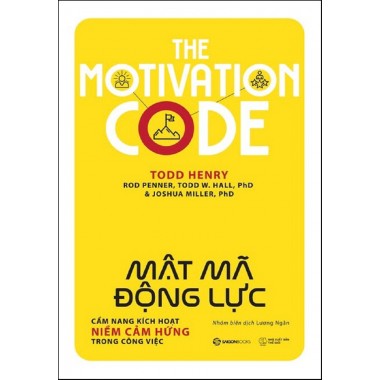 THE
MOTIVATION
CODE
TODD HENRY
ROD PENNER, TODD W. HALL, PhD
& JOSHUA MILLER, PhD
MẬT MÃ
ĐỘNG LỰC
CẨM NANG KÍCH HOẠT
NIỀM CẢM HỨNG
TRONG CÔNG VIỆC
Nhóm biên dịch Lương Ngân
SAIGONBOOKS